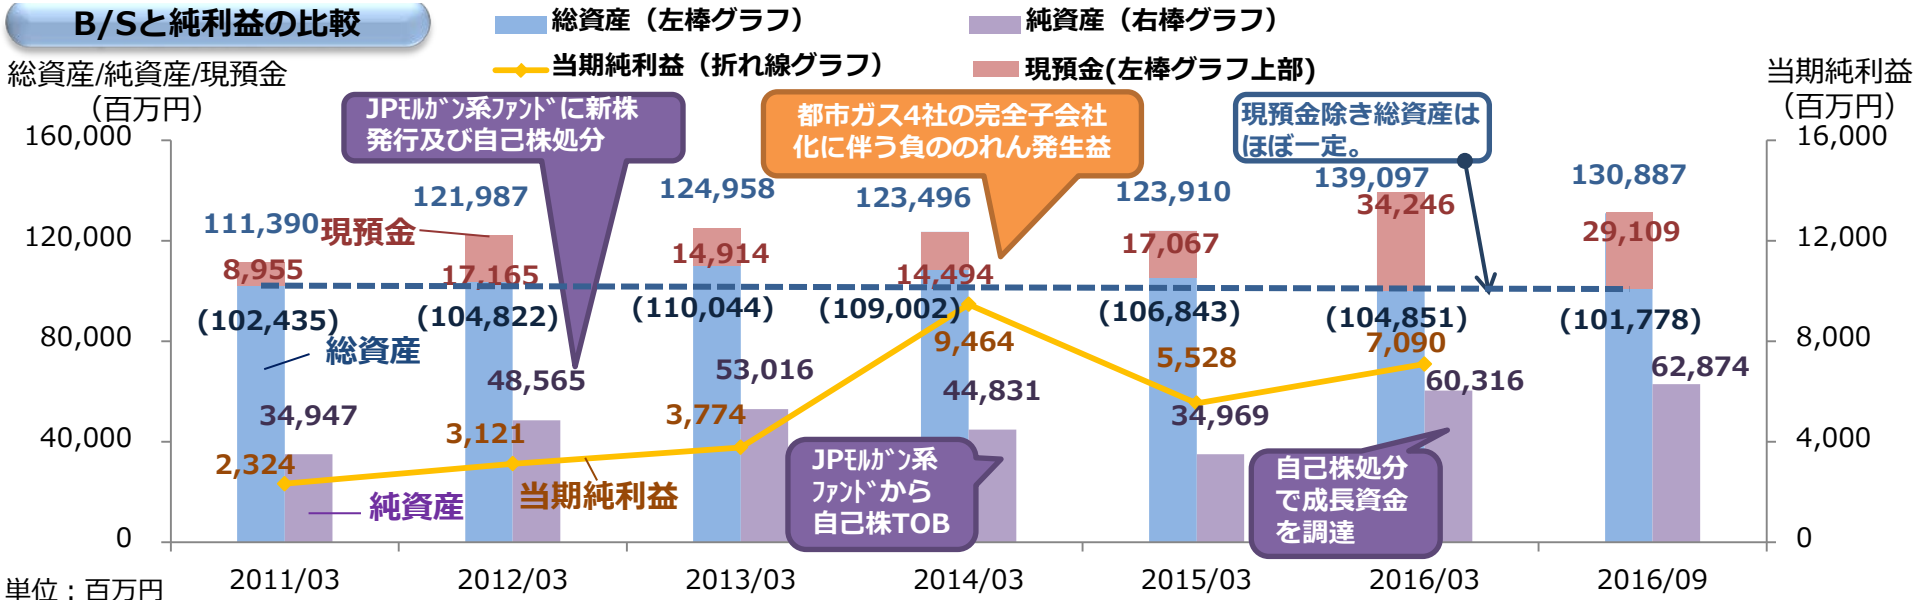 B/Sと純利益の比較
総資産（左棒グラフ）
純資産（右棒グラフ）
当期純利益（折れ線グラフ）
現預金(左棒グラフ上部)
総資産/純資産/現預金
（百万円）
当期純利益
（百万円）
JPﾓﾙｶﾞﾝ系ﾌｧﾝﾄﾞに新株
発行及び自己株処分
都市ガス4社の完全子会社
化に伴う負ののれん発生益
現預金除き総資産は
ほぼ一定。
160,000
120,000
80,000
40,000
0
16,000
12,000
8,000
4,000
0
111,390
121,987
124,958
123,496
123,910
139,097
130,887
現預金
8,955
17,165
14,914
14,494
17,067
34,246
29,109
(102,435)
(104,822)
(110,044)
(109,002)
(106,843)
(104,851)
(101,778)
総資産
34,947
48,565
53,016
44,831
34,969
60,316
62,874
2,324
3,121
3,774
9,464
5,528
7,090
純資産
当期純利益
JPﾓﾙｶﾞﾝ系
ﾌｧﾝﾄﾞから
自己株TOB
自己株処分
で成長資金
を調達
2011/03
2012/03
2013/03
2014/03
2015/03
2016/03
2016/09
単位：百万円